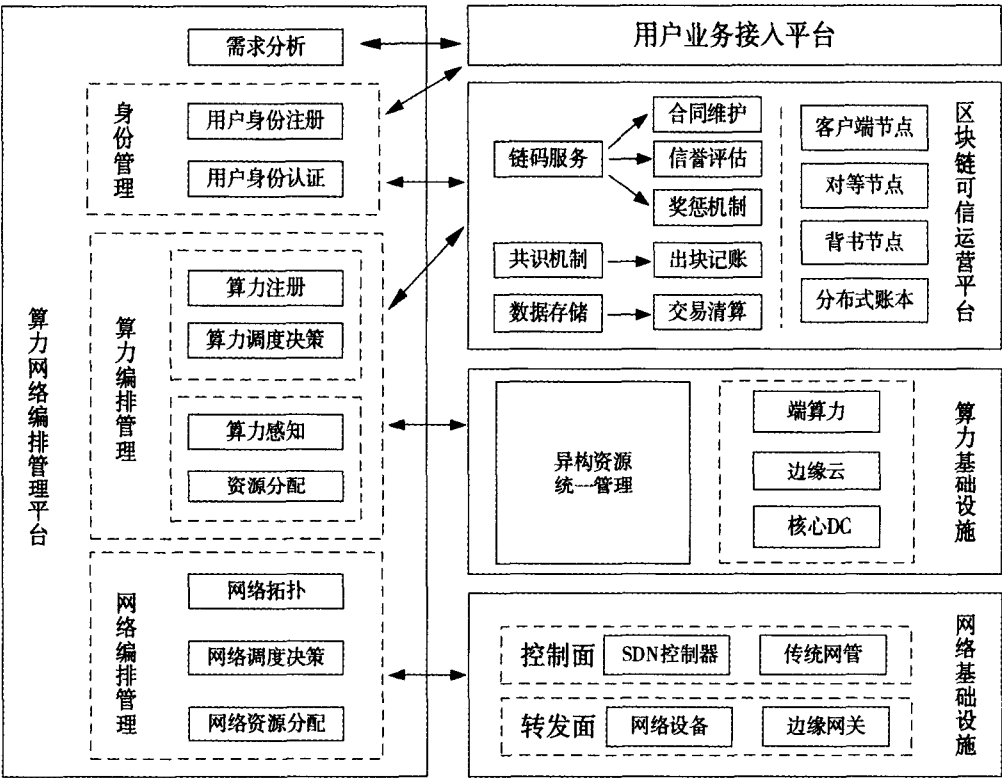 算力网络编排管理平台
需求分析
身份管理
用户身份注册
用户身份认证
算力编排管理
算力注册
算力调度决策
算力感知
资源分配
网络编排管理
网络拓扑
网络调度决策
网络资源分配
用户业务接入平台
区块链可信运营平台
链码服务
合同维护
信誉评估
奖惩机制
共识机制
出块记账
数据存储
交易清算
客户端节点
对等节点
背书节点
分布式账本
算力基础设施
异构资源
统一管理
端算力
边缘云
核心DC
网络基础设施
控制面
SDN控制器
传统网管
转发面
网络设备
边缘网关